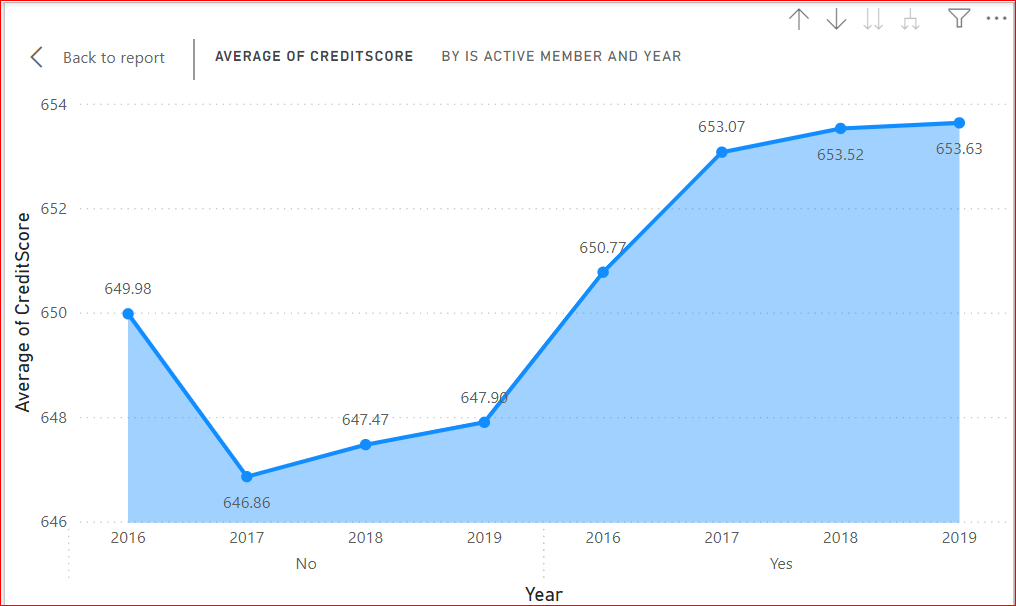 Back to report
AVERAGE OF CREDITSCORE BY IS ACTIVE MEMBER AND YEAR
Average of CreditScore
654
652
650
648
646
649.98
646.86
647.47
647.90
650.77
653.07
653.52
653.63
2016 2017 2018 2019 2016 2017 2018 2019
No Yes
Year